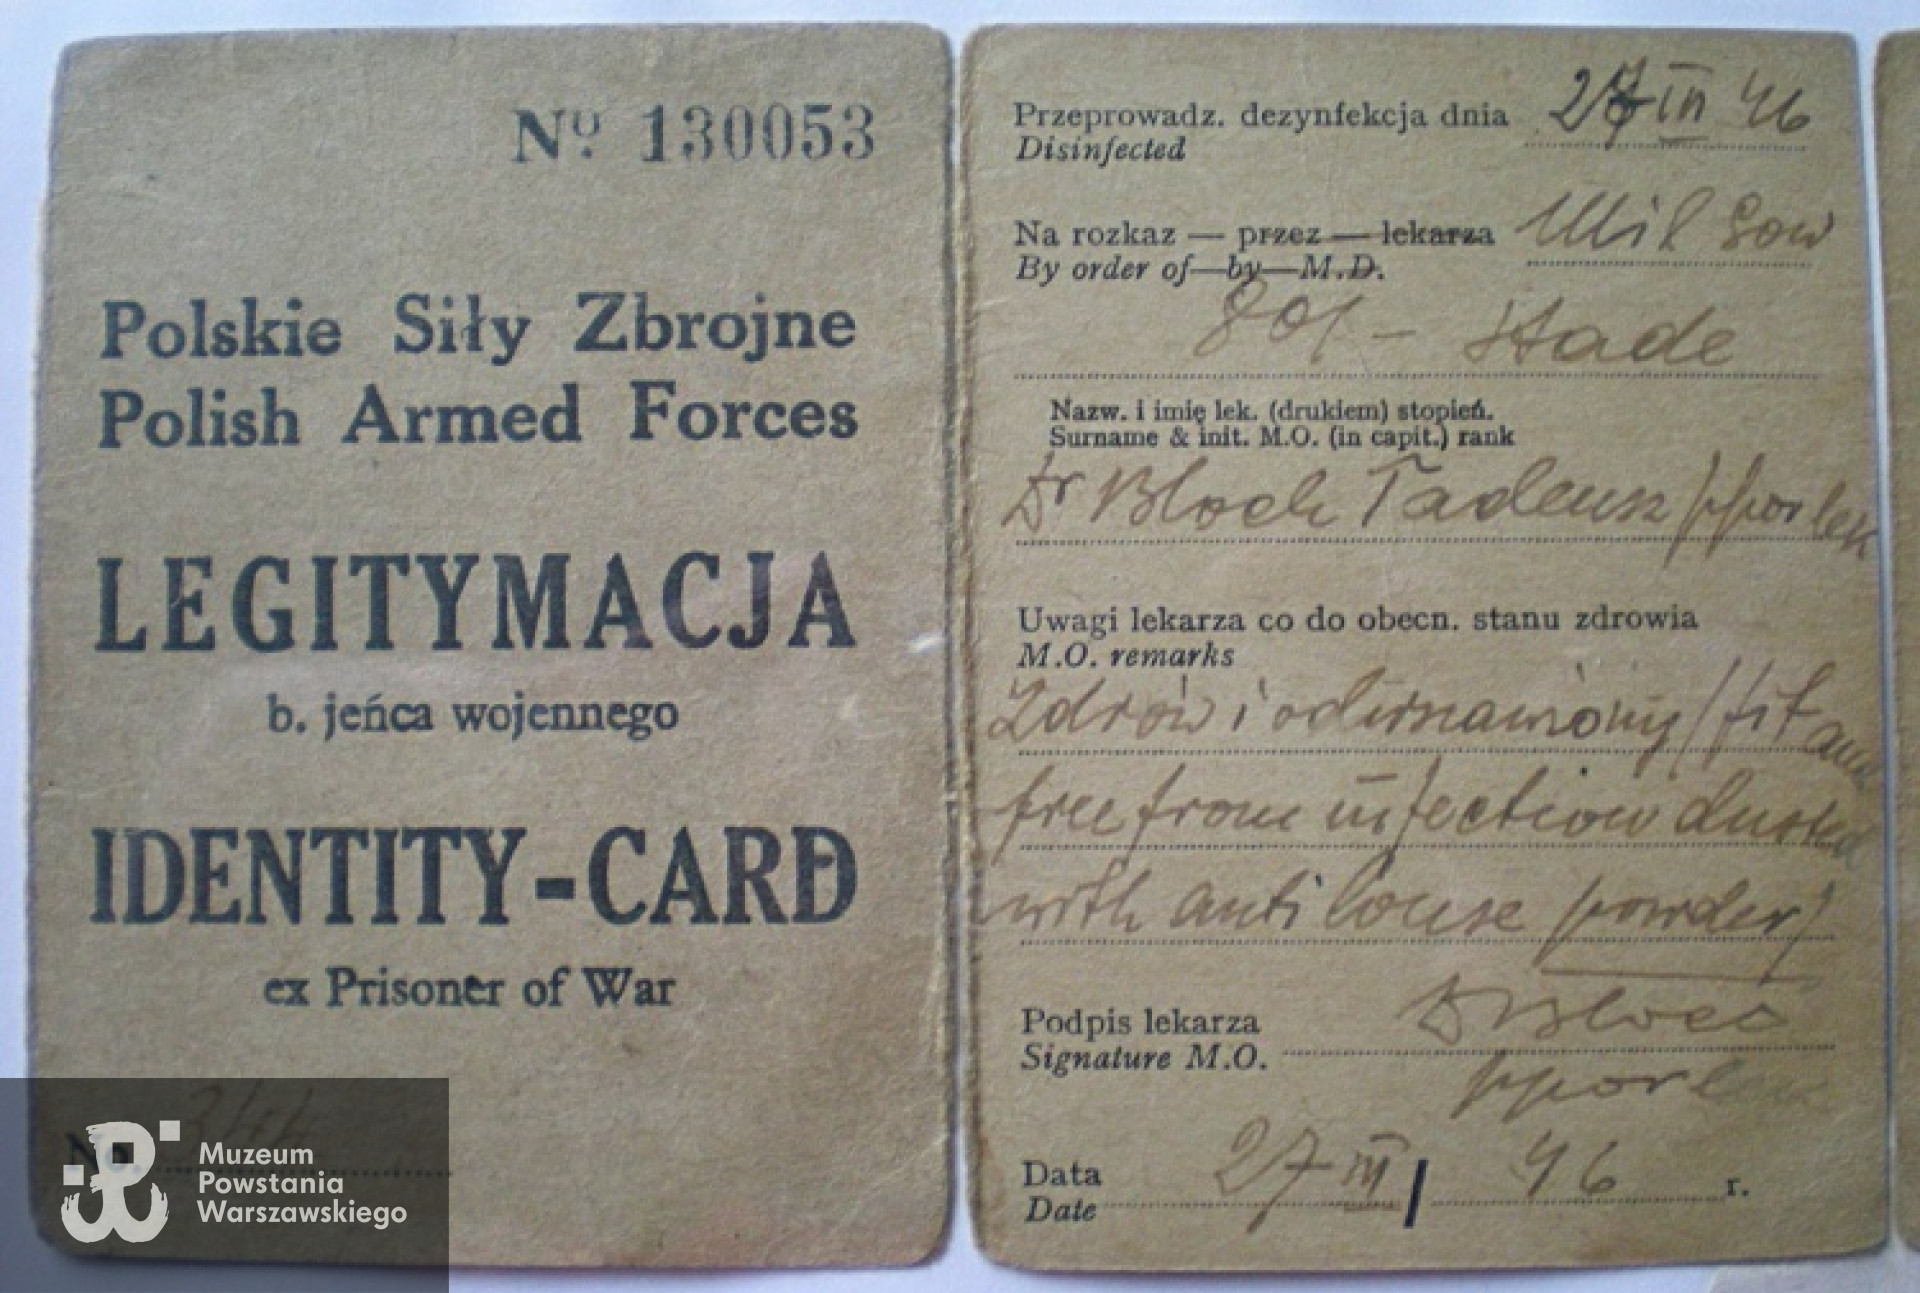 Nº 130053
Polskie Siły Zbrojne
Polish Armed Forces
LEGITYMACJA
b. jeńca wojennego
IDENTITY-CARD
ex Prisoner of War
No.
Muzeum
Powstania
Warszawskiego
Przeprowadz. dezynfekcja dnia 27 III 46
Disinfected
Na rozkaz — przez — lekarza Mil Gov
By order of—by—M.D.
801 - Stade
Nazw. i imię lek. (drukiem) stopień.
Surname & init. M.O. (in capit.) rank
Dr Bloch Tadeusz ppor lek
Uwagi lekarza co do obecn. stanu zdrowia
M.O. remarks
Zdrów i (fit and
free from infection dusted
with anti louse powder)
Podpis lekarza
Signature M.O.
ppor
Data 27 III 46 r.
Date